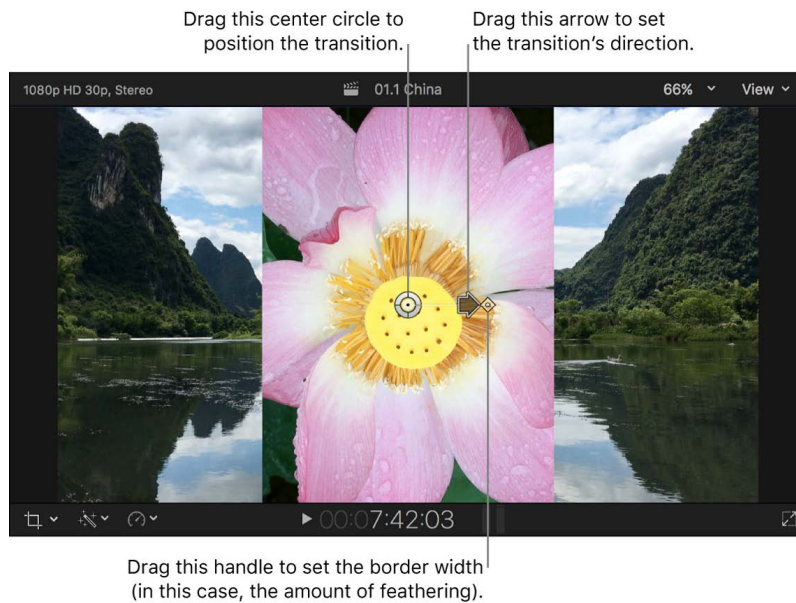 Drag this center circle to
position the transition.
Drag this arrow to set
the transition’s direction.
1080p HD 30p, Stereo
01.1 China
66%
View
00:07:42:03
Drag this handle to set the border width
(in this case, the amount of feathering).